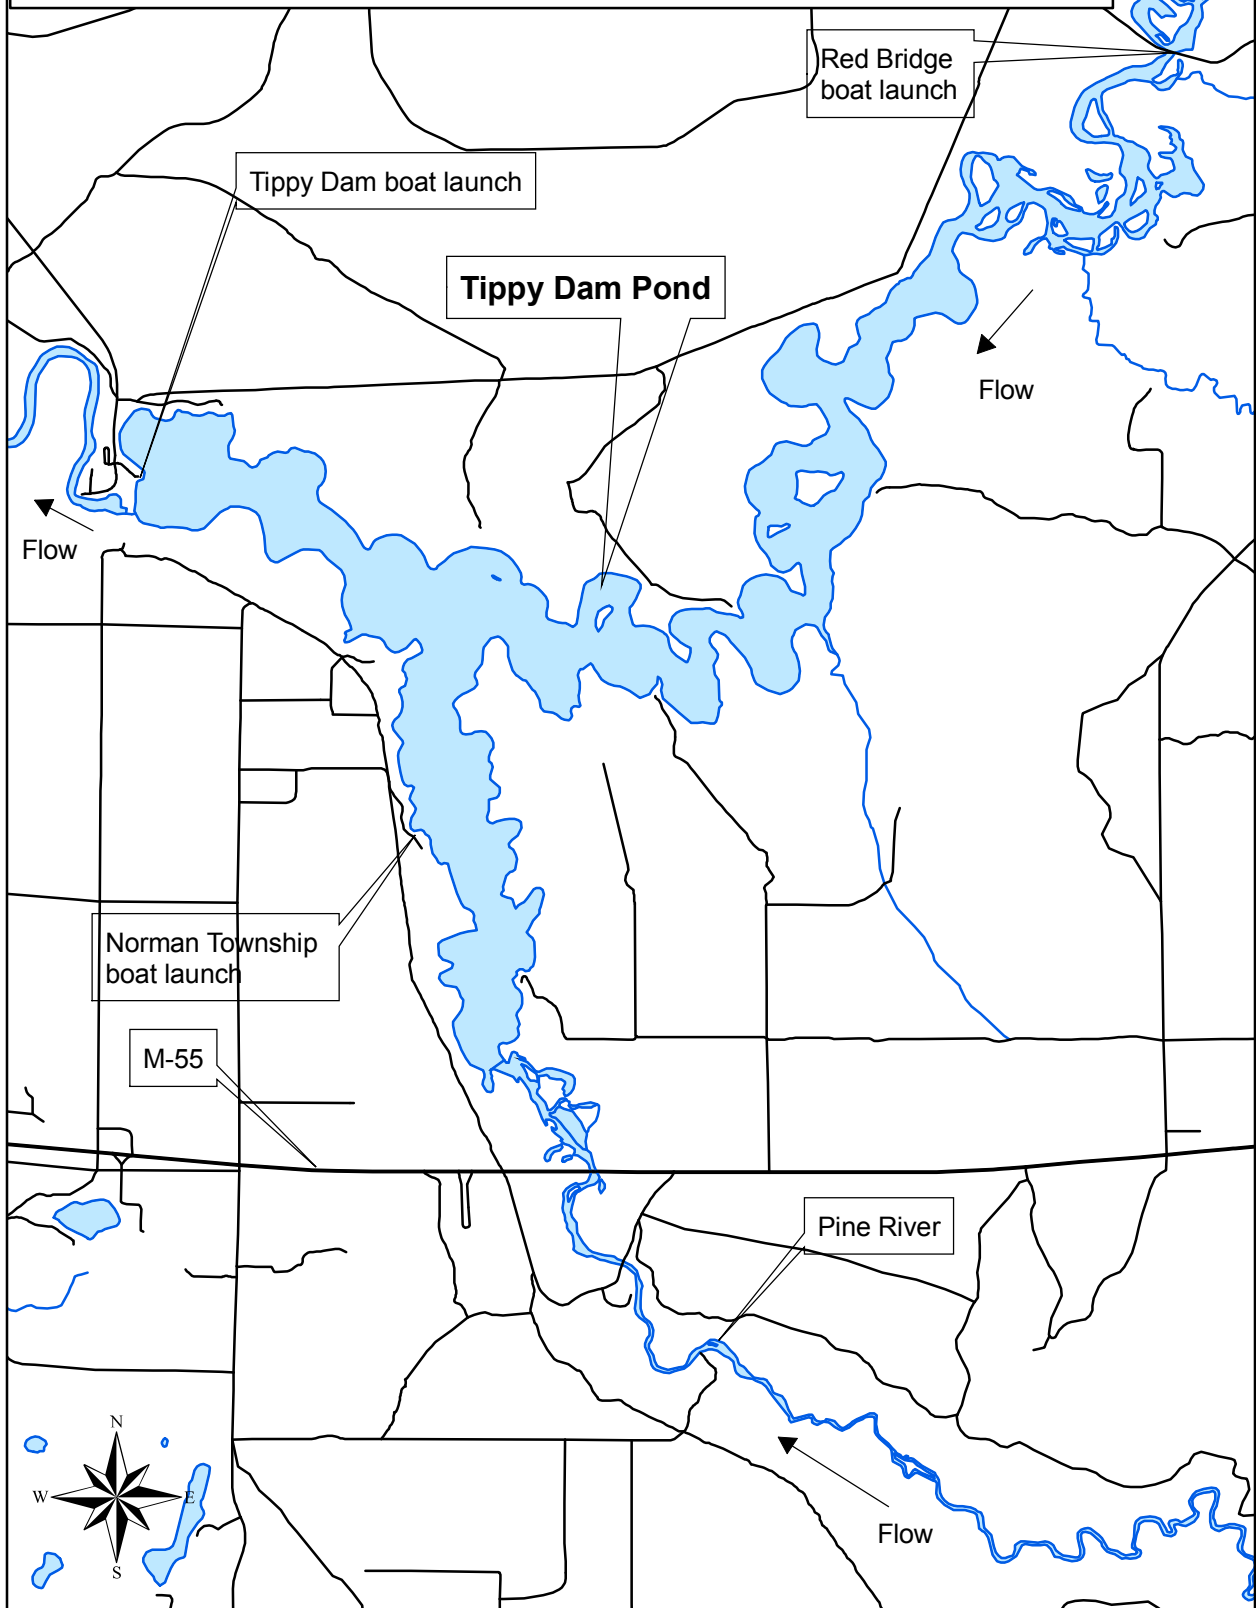 Red Bridge
boat launch
Tippy Dam boat launch
Tippy Dam Pond
Flow
Flow
Norman Township
boat launch
M-55
Pine River
N
W
E
S
Flow